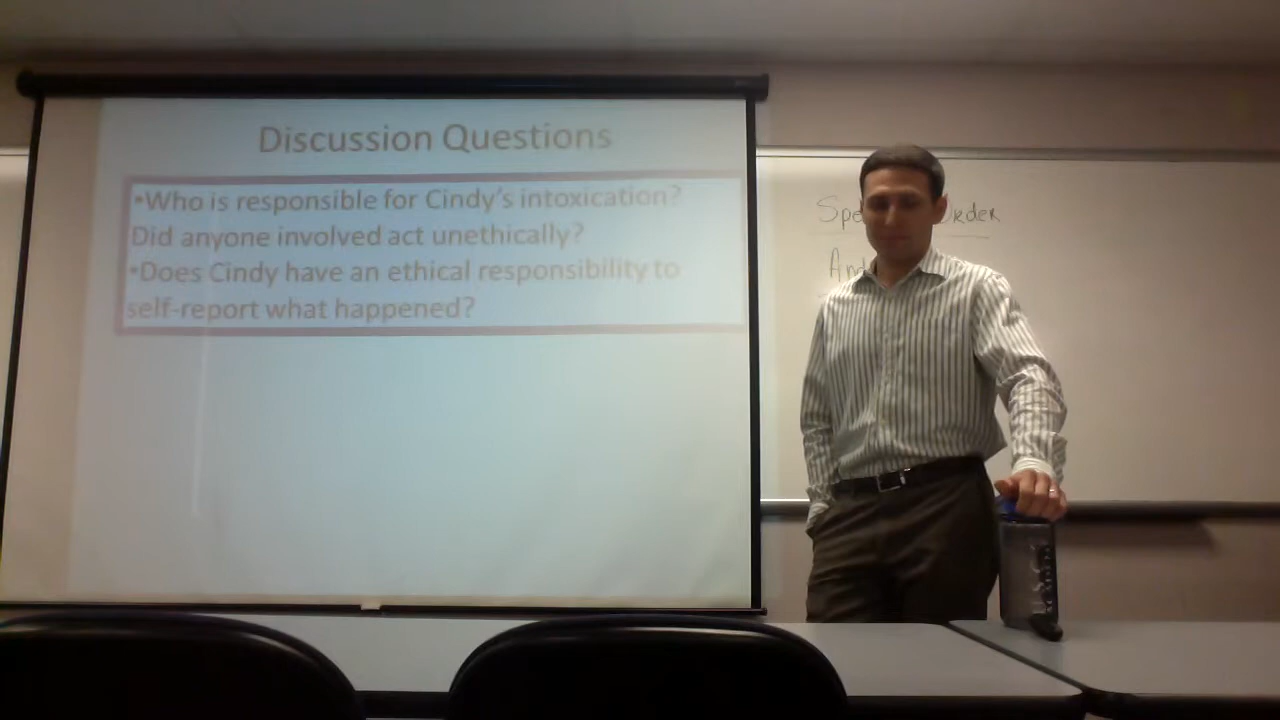 Discussion Questions
•Who is responsible for Cindy's intoxication?
Did anyone involved act unethically?
•Does Cindy have an ethical responsibility to
self-report what happened?
Order